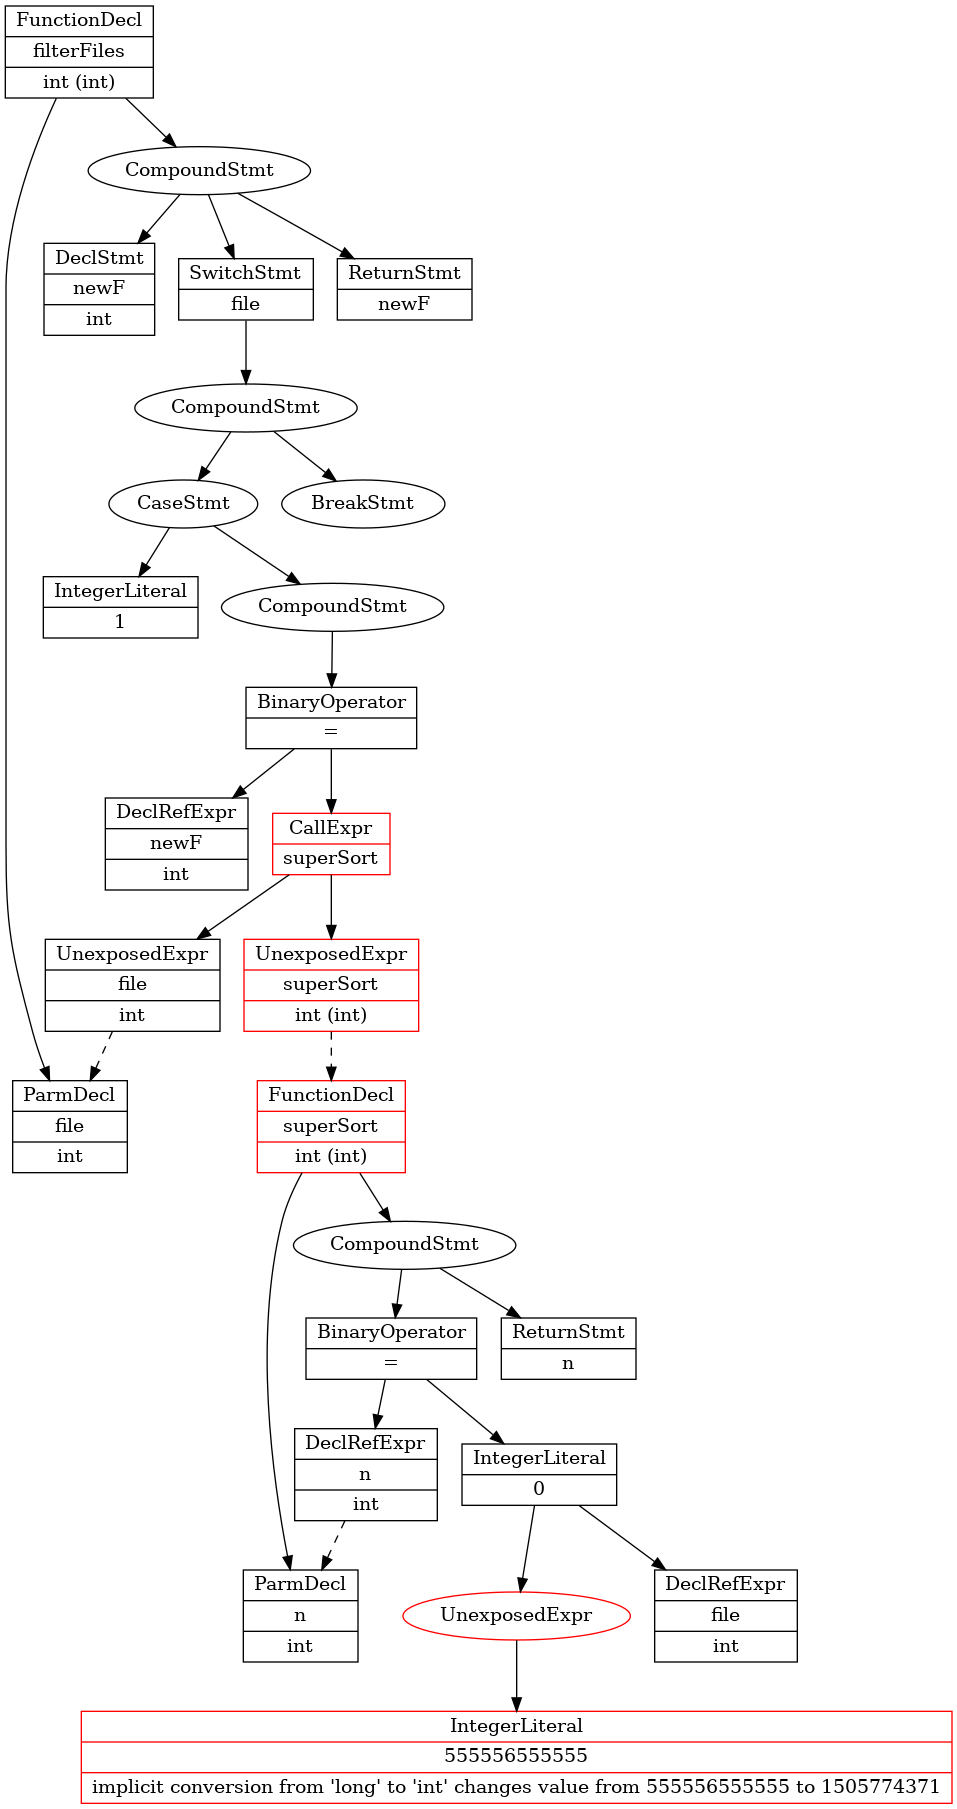 FunctionDecl
filterFiles
int (int)
CompoundStmt
DeclStmt
newF
int
SwitchStmt
file
ReturnStmt
newF
CompoundStmt
CaseStmt
BreakStmt
IntegerLiteral
1
CompoundStmt
BinaryOperator
=
DeclRefExpr
newF
int
CallExpr
superSort
UnexposedExpr
file
int
UnexposedExpr
superSort
int (int)
ParmDecl
file
int
FunctionDecl
superSort
int (int)
CompoundStmt
BinaryOperator
=
ReturnStmt
n
DeclRefExpr
n
int
IntegerLiteral
0
ParmDecl
n
int
UnexposedExpr
DeclRefExpr
file
int
IntegerLiteral
555556555555
implicit conversion from 'long' to 'int' changes value from 555556555555 to 1505774371